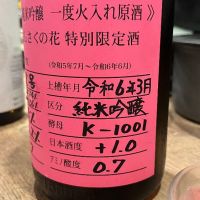 吟醸 一度火入れ原酒》
さくの花 特別限定酒
(令和5年7月～令和6年6月)
号
上槽年月 令和6年3月
区分 純米吟醸
酵母 K-1001
日本酒度 +1.0
アミノ酸度 0.7